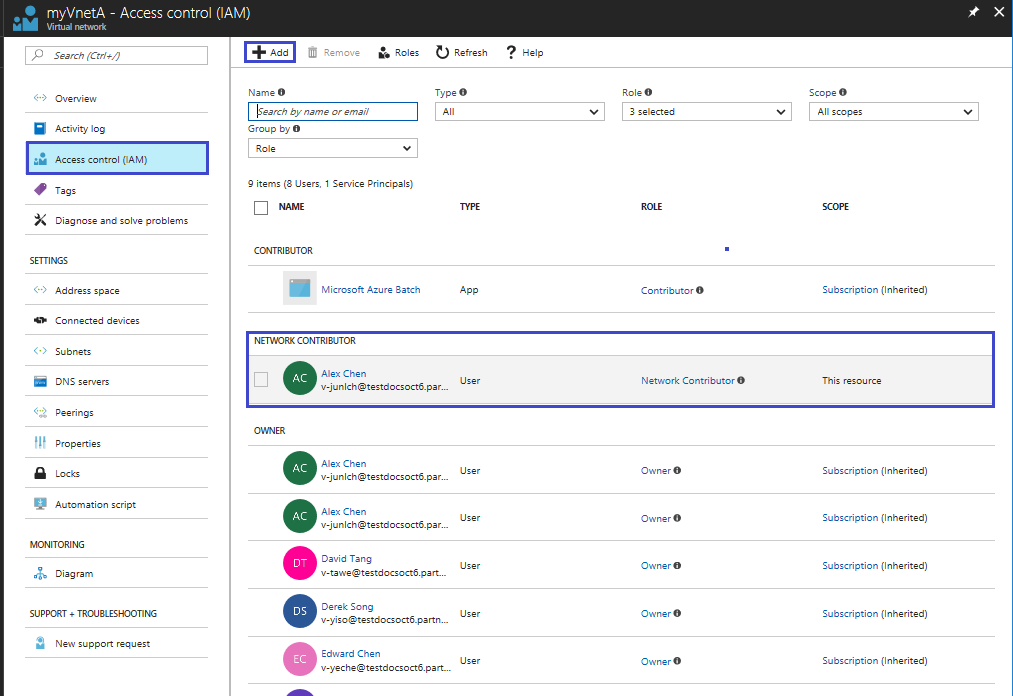 myVnetA - Access control (IAM)
Virtual network
Search (Ctrl+/)
Overview
Activity log
Access control (IAM)
Tags
Diagnose and solve problems
SETTINGS
Address space
Connected devices
Subnets
DNS servers
Peerings
Properties
Locks
Automation script
MONITORING
Diagram
SUPPORT + TROUBLESHOOTING
New support request
Add Remove Roles Refresh Help
Name Type Role Scope
Search by name or email All 3 selected All scopes
Group by
Role
9 items (8 Users, 1 Service Principals)
NAME TYPE ROLE SCOPE
CONTRIBUTOR
Microsoft Azure Batch App Contributor Subscription (Inherited)
NETWORK CONTRIBUTOR
AC Alex Chen
v-junlch@testdocsoct6.par... User Network Contributor This resource
OWNER
AC Alex Chen
v-junlch@testdocsoct6.par... User Owner Subscription (Inherited)
AC Alex Chen
v-junlch@testdocsoct6.par... User Owner Subscription (Inherited)
DT David Tang
v-tawe@testdocsoct6.part... User Owner Subscription (Inherited)
DS Derek Song
v-yiso@testdocsoct6.partn... User Owner Subscription (Inherited)
EC Edward Chen
v-yeche@testdocsoct6.part... User Owner Subscription (Inherited)